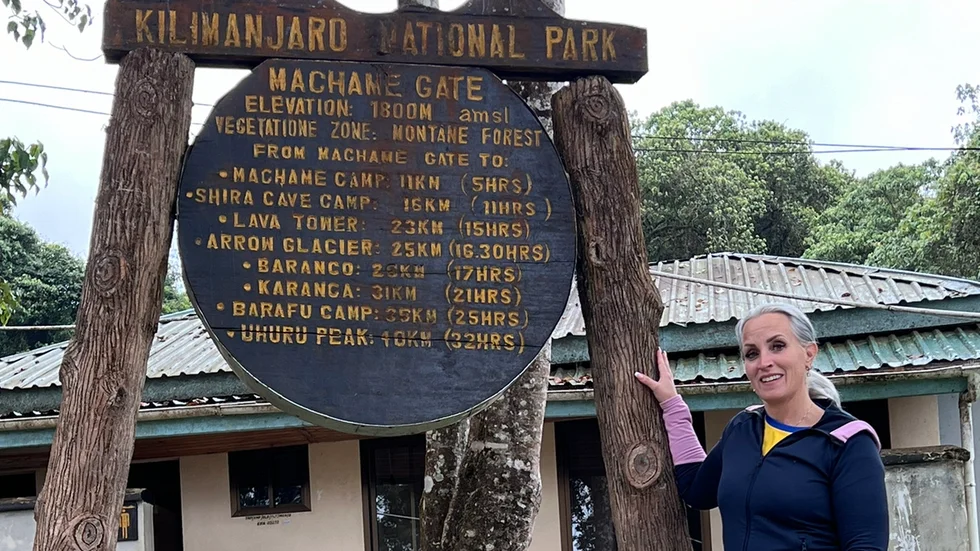 KILIMANJARO NATIONAL PARK
MACHAME GATE
ELEVATION: 1800M amsl
VEGETATIONE ZONE: MONTANE FOREST
FROM MACHAME GATE TO:
• MACHAME CAMP: 11KM (5HRS)
• SHIRA CAVE CAMP: 16KM (11HRS)
• LAVA TOWER: 23KM (15HRS)
• ARROW GLACIER: 25KM (16.30HRS)
• BARANCO: KM (17HRS)
• KARANGA: 31KM (21HRS)
• BARAFU CAMP: 35KM (25HRS)
• UHURU PEAK: KM (32HRS)